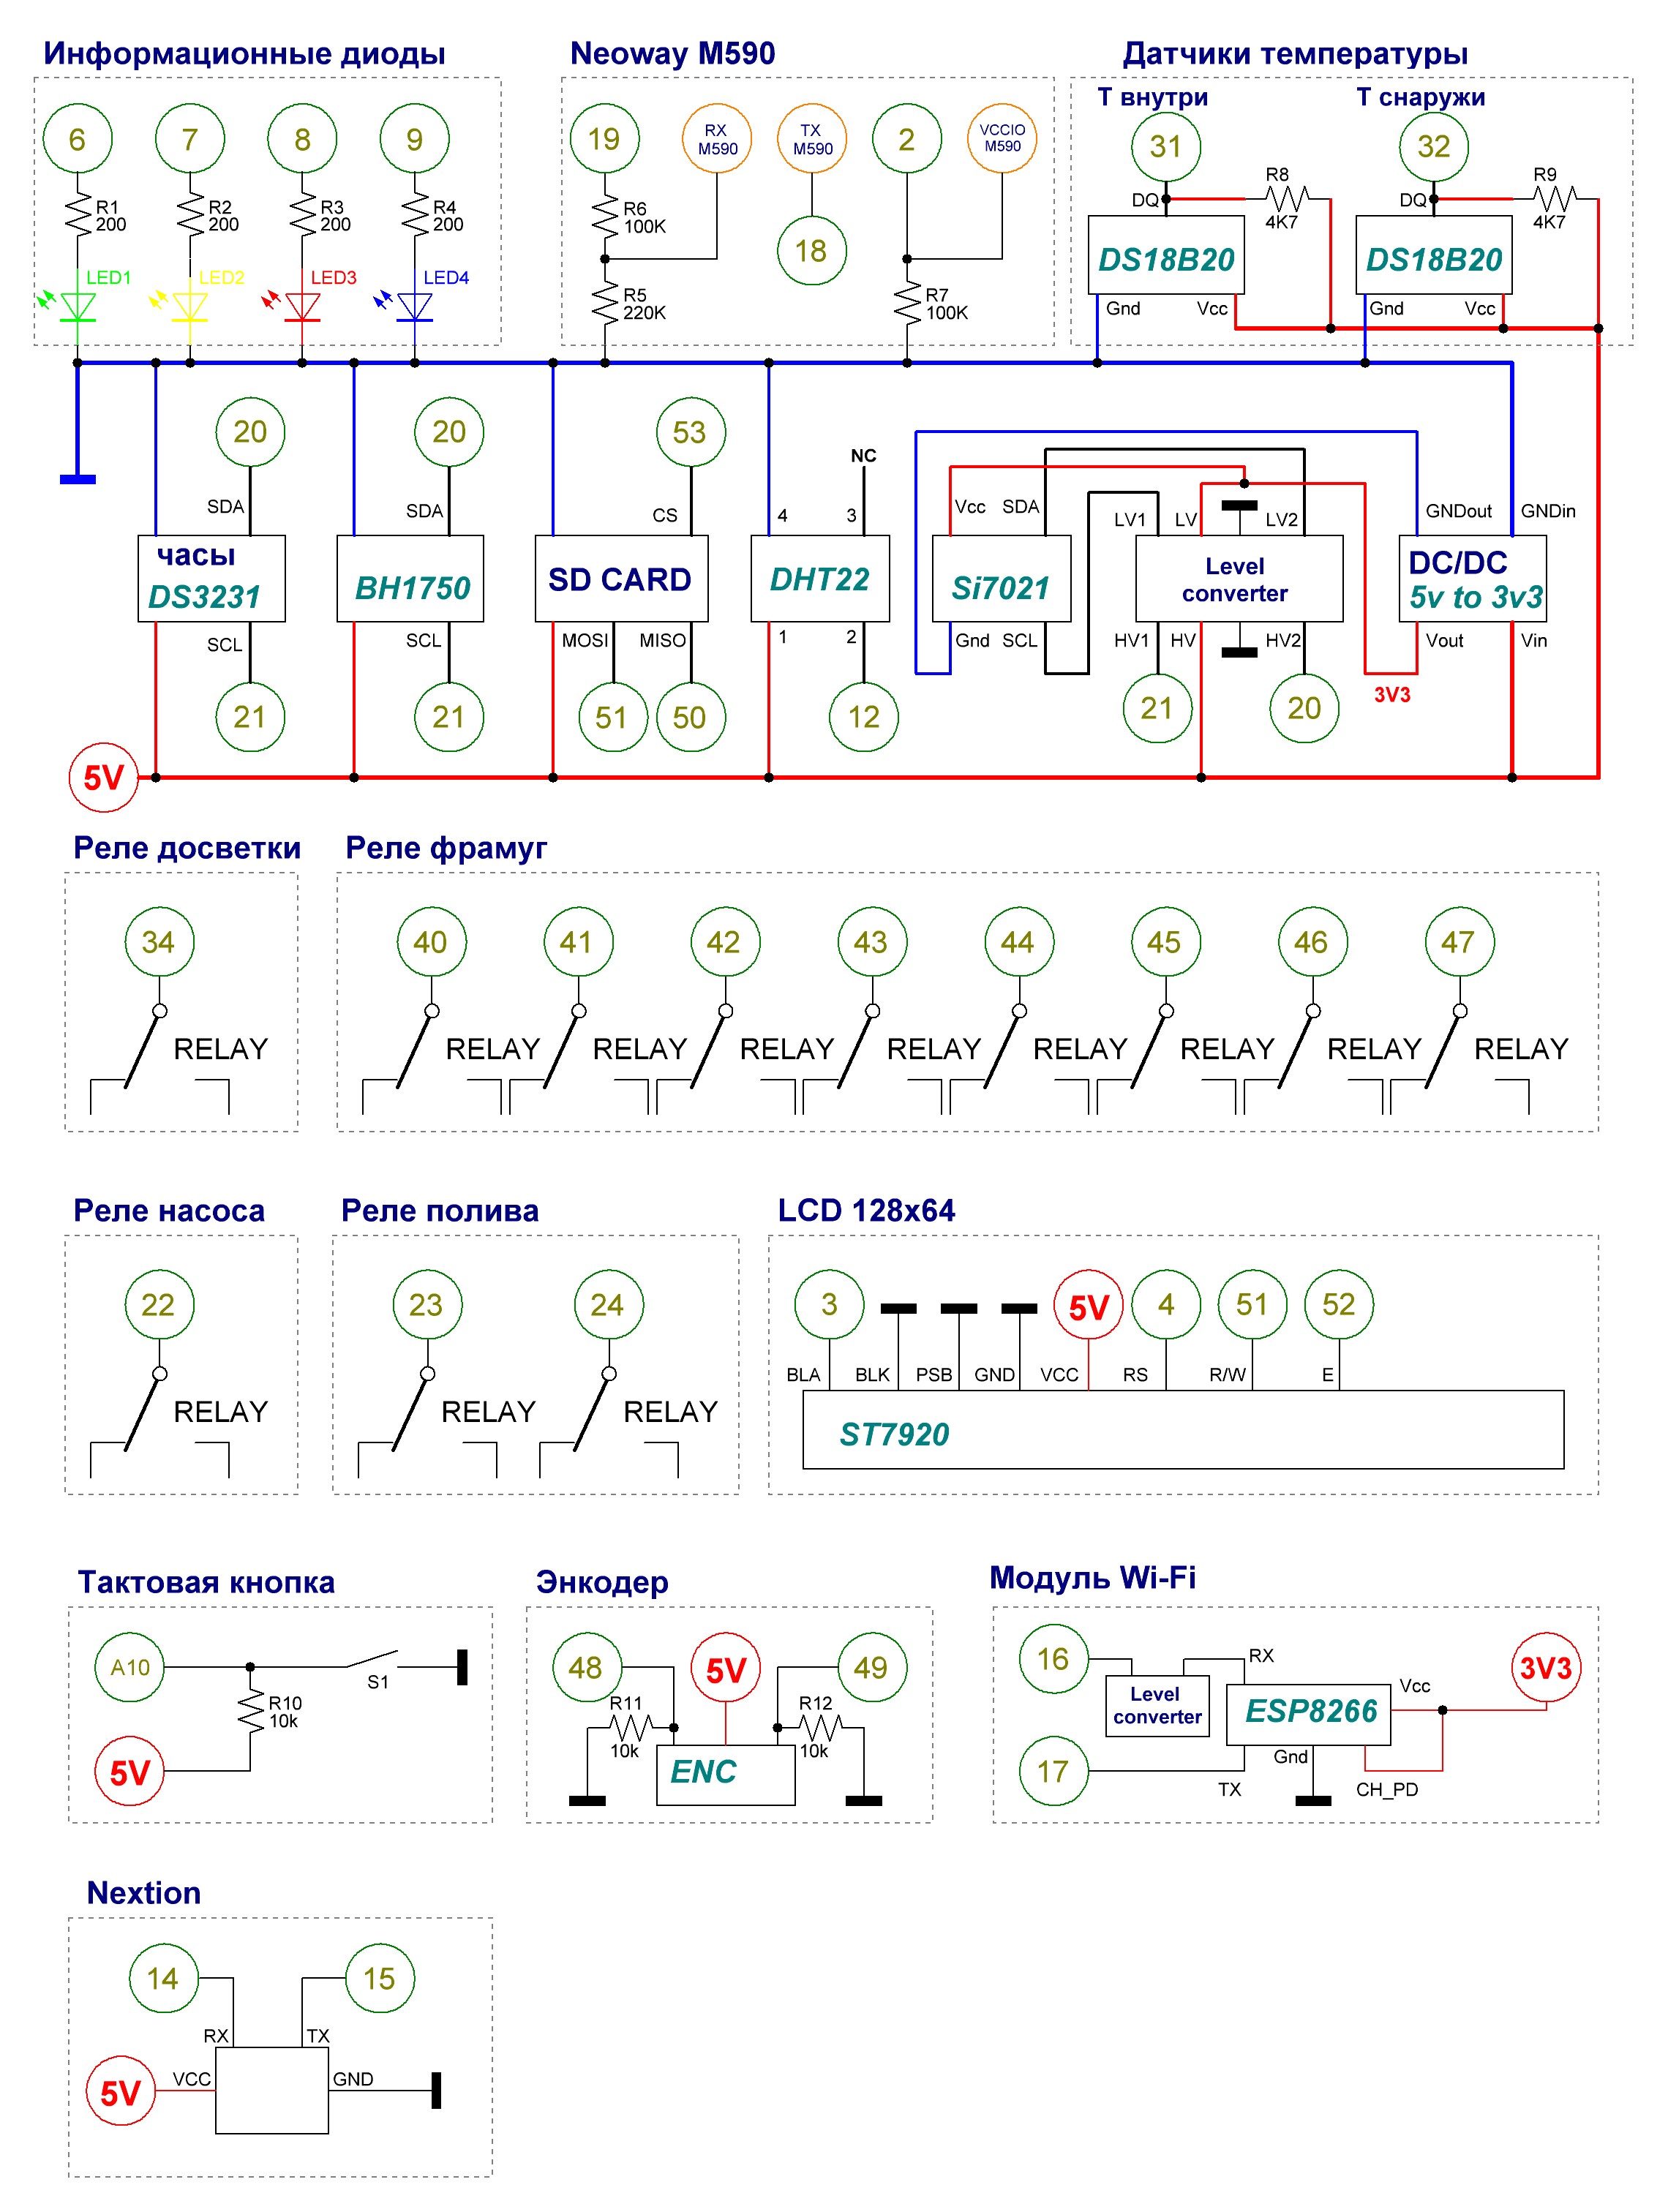 Информационные диоды
Neoway M590
Датчики температуры
Т внутри
Т снаружи
6
7
8
9
19
RX
M590
TX
M590
2
VCCIO
M590
31
32
R1
200
R2
200
R3
200
R4
200
R6
100K
18
DQ
R8
4K7
DQ
R9
4K7
LED1
LED2
LED3
LED4
R5
220K
R7
100K
DS18B20
DS18B20
Gnd
Vcc
Gnd
Vcc
20
20
53
NC
SDA
SDA
CS
4
3
Vcc
SDA
LV1
LV
LV2
GNDout
GNDin
часы
DS3231
BH1750
SD CARD
DHT22
Si7021
Level
converter
DC/DC
5v to 3v3
SCL
SCL
MOSI
MISO
1
2
Gnd
SCL
HV1
HV
HV2
Vout
Vin
21
21
51
50
12
21
20
3V3
5V
Реле досветки
Реле фрамуг
34
40
41
42
43
44
45
46
47
RELAY
RELAY
RELAY
RELAY
RELAY
RELAY
RELAY
RELAY
RELAY
Реле насоса
Реле полива
LCD 128x64
22
23
24
3
5V
4
51
52
BLA
BLK
PSB
GND
VCC
RS
R/W
E
RELAY
RELAY
RELAY
ST7920
Тактовая кнопка
Энкодер
Модуль Wi-Fi
A10
S1
R10
10k
5V
48
5V
49
R11
10k
R12
10k
ENC
16
RX
3V3
Level
converter
ESP8266
Vcc
17
TX
Gnd
CH_PD
Nextion
14
15
RX
TX
5V
VCC
GND